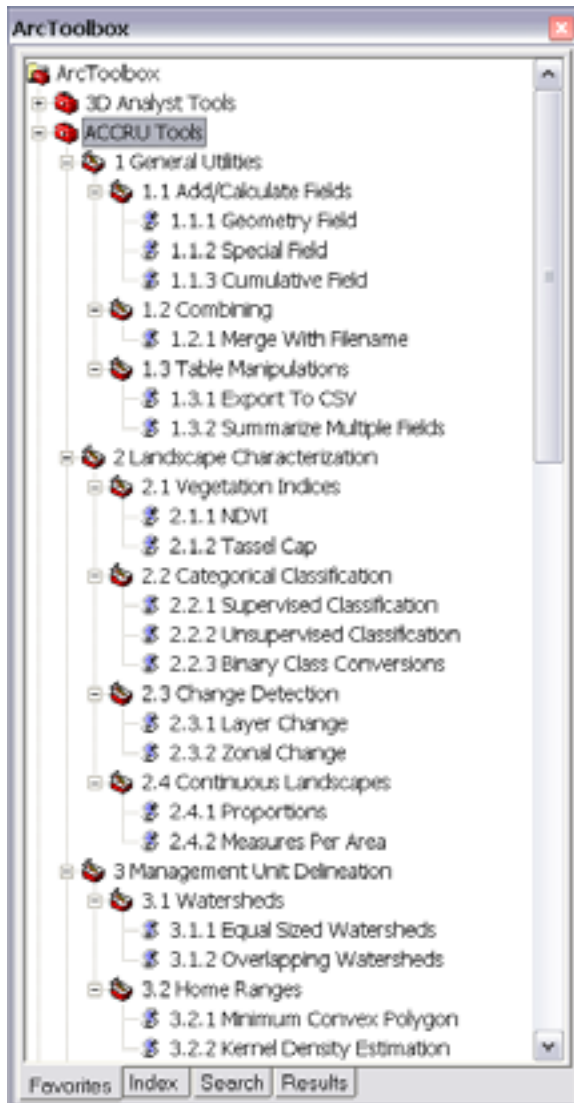 ArcToolbox
ArcToolbox
3D Analyst Tools
ACCRU Tools
1 General Utilities
1.1 Add/Calculate Fields
1.1.1 Geometry Field
1.1.2 Special Field
1.1.3 Cumulative Field
1.2 Combining
1.2.1 Merge With Filename
1.3 Table Manipulations
1.3.1 Export To CSV
1.3.2 Summarize Multiple Fields
2 Landscape Characterization
2.1 Vegetation Indices
2.1.1 NDVI
2.1.2 Tassel Cap
2.2 Categorical Classification
2.2.1 Supervised Classification
2.2.2 Unsupervised Classification
2.2.3 Binary Class Conversions
2.3 Change Detection
2.3.1 Layer Change
2.3.2 Zonal Change
2.4 Continuous Landscapes
2.4.1 Proportions
2.4.2 Measures Per Area
3 Management Unit Delineation
3.1 Watersheds
3.1.1 Equal Sized Watersheds
3.1.2 Overlapping Watersheds
3.2 Home Ranges
3.2.1 Minimum Convex Polygon
3.2.2 Kernel Density Estimation
Favorites Index Search Results